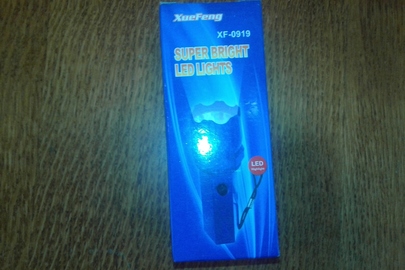 XueFeng
XF-0919
SUPER BRIGHT
LED LIGHTS
LED